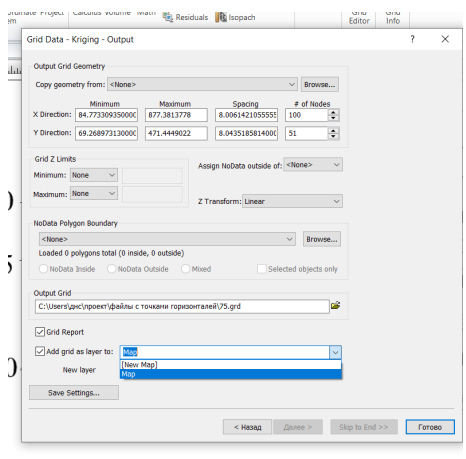 Calculus Volume Math
Residuals
Isopach
Editor
Info
Grid Data - Kriging - Output
? ×
Output Grid Geometry
Copy geometry from: <None> Browse...
Minimum Maximum Spacing # of Nodes
X Direction: 84.77330935000 877.3813778 8.0061421055555 100
Y Direction: 69.26897313000 471.4449022 8.043518581400 51
Grid Z Limits
Minimum: None
Maximum: None
Assign NoData outside of: <None>
Z Transform: Linear
NoData Polygon Boundary
<None> Browse...
Loaded 0 polygons total (0 inside, 0 outside)
NoData Inside NoData Outside Mixed Selected objects only
Output Grid
C:\Users\днс\проект\файлы с точками горизонталей\75.grd
Grid Report
Add grid as layer to: Map
[New Map]
New layer
Map
Save Settings...
< Назад Далее > Skip to End >> Готово